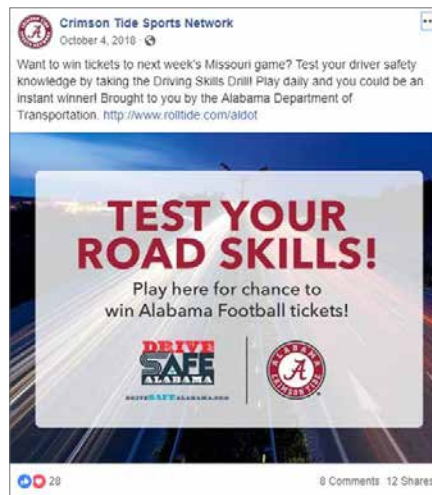 Crimson Tide Sports Network
October 4, 2018 ·
Want to win tickets to next week's Missouri game? Test your driver safety
knowledge by taking the Driving Skills Drill! Play daily and you could be an
instant winner! Brought to you by the Alabama Department of
Transportation. http://www.rolltide.com/aldot
TEST YOUR
ROAD SKILLS!
Play here for chance to
win Alabama Football tickets!
DRIVE
SAFE
ALABAMA
DRIVESAFEALABAMA.ORG
ALABAMA
A
CRIMSON TIDE
28
8 Comments 12 Shares